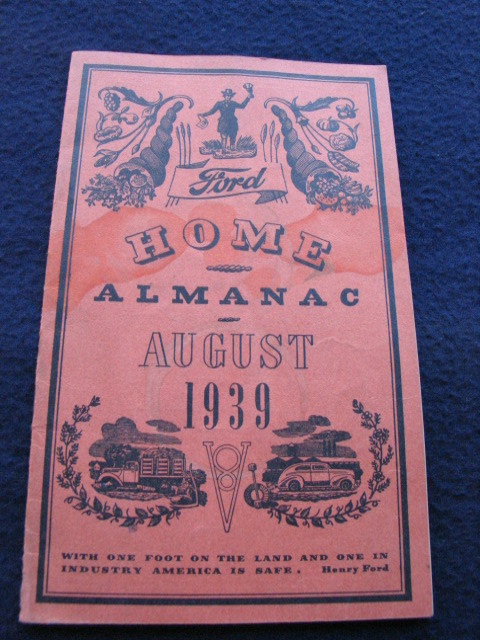 Ford
HOME
ALMANAC
AUGUST
1939
V8
WITH ONE FOOT ON THE LAND AND ONE IN
INDUSTRY AMERICA IS SAFE. Henry Ford